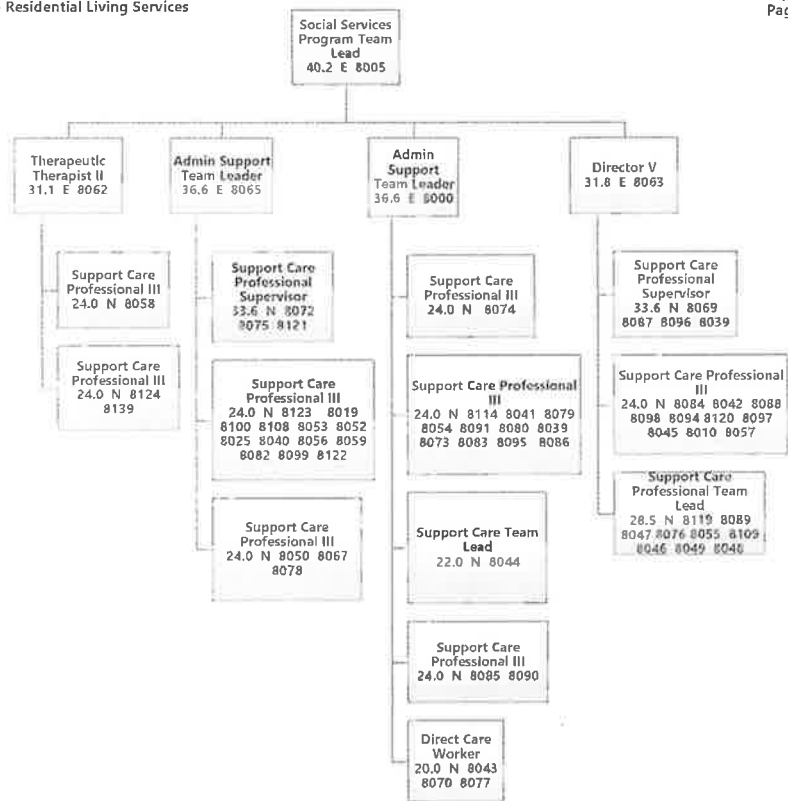 Residential Living Services
Pag
Social Services
Program Team
Lead
40.2 E 8005
Therapeutic
Therapist II
31.1 E 8062
Admin Support
Team Leader
36.6 E 8065
Admin
Support
Team Leader
36.6 E 8000
Director V
31.8 E 8063
Support Care
Professional III
24.0 N 8058
Support Care
Professional III
24.0 N 8124
8139
Support Care
Professional
Supervisor
33.6 N 8072
8075 8121
Support Care
Professional III
24.0 N 8123 8019
8100 8108 8053 8052
8025 8040 8056 8059
8082 8099 8122
Support Care
Professional III
24.0 N 8050 8067
8078
Support Care
Professional III
24.0 N 8074
Support Care Professional
III
24.0 N 8114 8041 8079
8054 8091 8080 8039
8073 8083 8095 8086
Support Care Team
Lead
22.0 N 8044
Support Care
Professional III
24.0 N 8085 8090
Direct Care
Worker
20.0 N 8043
8070 8077
Support Care
Professional
Supervisor
33.6 N 8069
8087 8096 8039
Support Care Professional
III
24.0 N 8084 8042 8088
8098 8094 8120 8097
8045 8010 8057
Support Care
Professional Team
Lead
28.5 N 8119 8089
8047 8076 8055 8109
8046 8049 8048